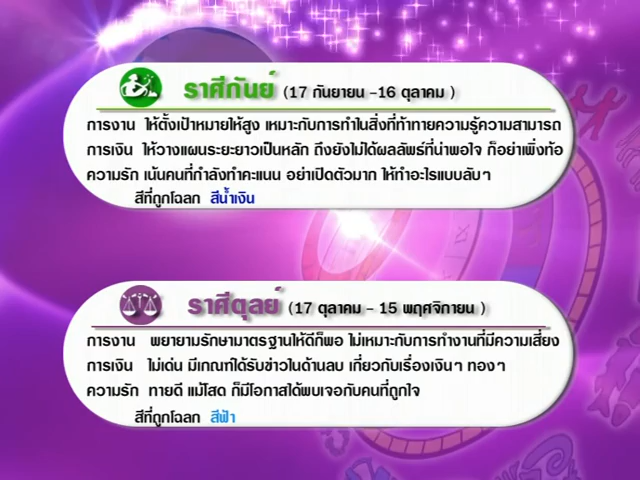 ราศีกันย์ (17 กันยายน -16 ตุลาคม )
การงาน ให้ตั้งเป้าหมายให้สูง เหมาะกับการทำในสิ่งที่ท้าทายความรู้ความสามารถ
การเงิน ให้วางแผนระยะยาวเป็นหลัก ถึงยังไม่ได้ผลลัพธ์ที่น่าพอใจ ก็อย่าเพิ่งท้อ
ความรัก เน้นคนที่กำลังทำคะแนน อย่าเปิดตัวมาก ให้ทำอะไรแบบลับๆ
สีที่ถูกโฉลก สีน้ำเงิน
ราศีตุลย์ (17 ตุลาคม - 15 พฤศจิกายน )
การงาน พยายามรักษามาตรฐานให้ดีก็พอ ไม่เหมาะกับการทำงานที่มีความเสี่ยง
การเงิน ไม่เด่น มีเกณฑ์ได้รับข่าวในด้านลบ เกี่ยวกับเรื่องเงินๆ ทองๆ
ความรัก ทายดี แม้โสด ก็มีโอกาสได้พบเจอกับคนที่ถูกใจ
สีที่ถูกโฉลก สีฟ้า